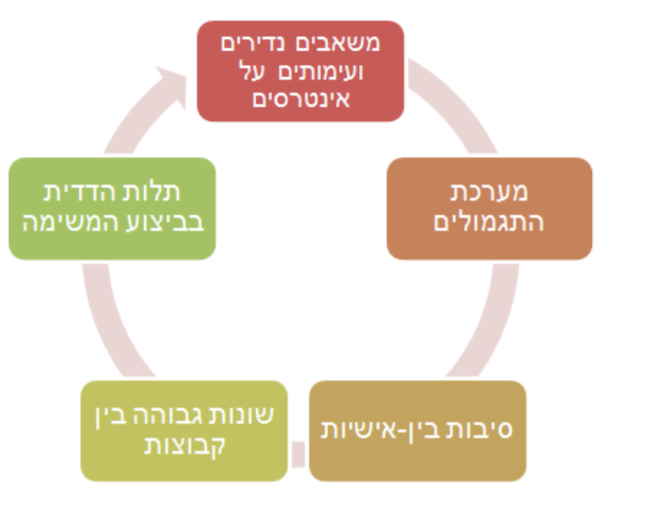 משאבים נדירים
ועימותים על
אינטרסים
מערכת
התגמולים
סיבות בין-אישיות
שונות גבוהה בין
קבוצות
תלות הדדית
בביצוע המשימה